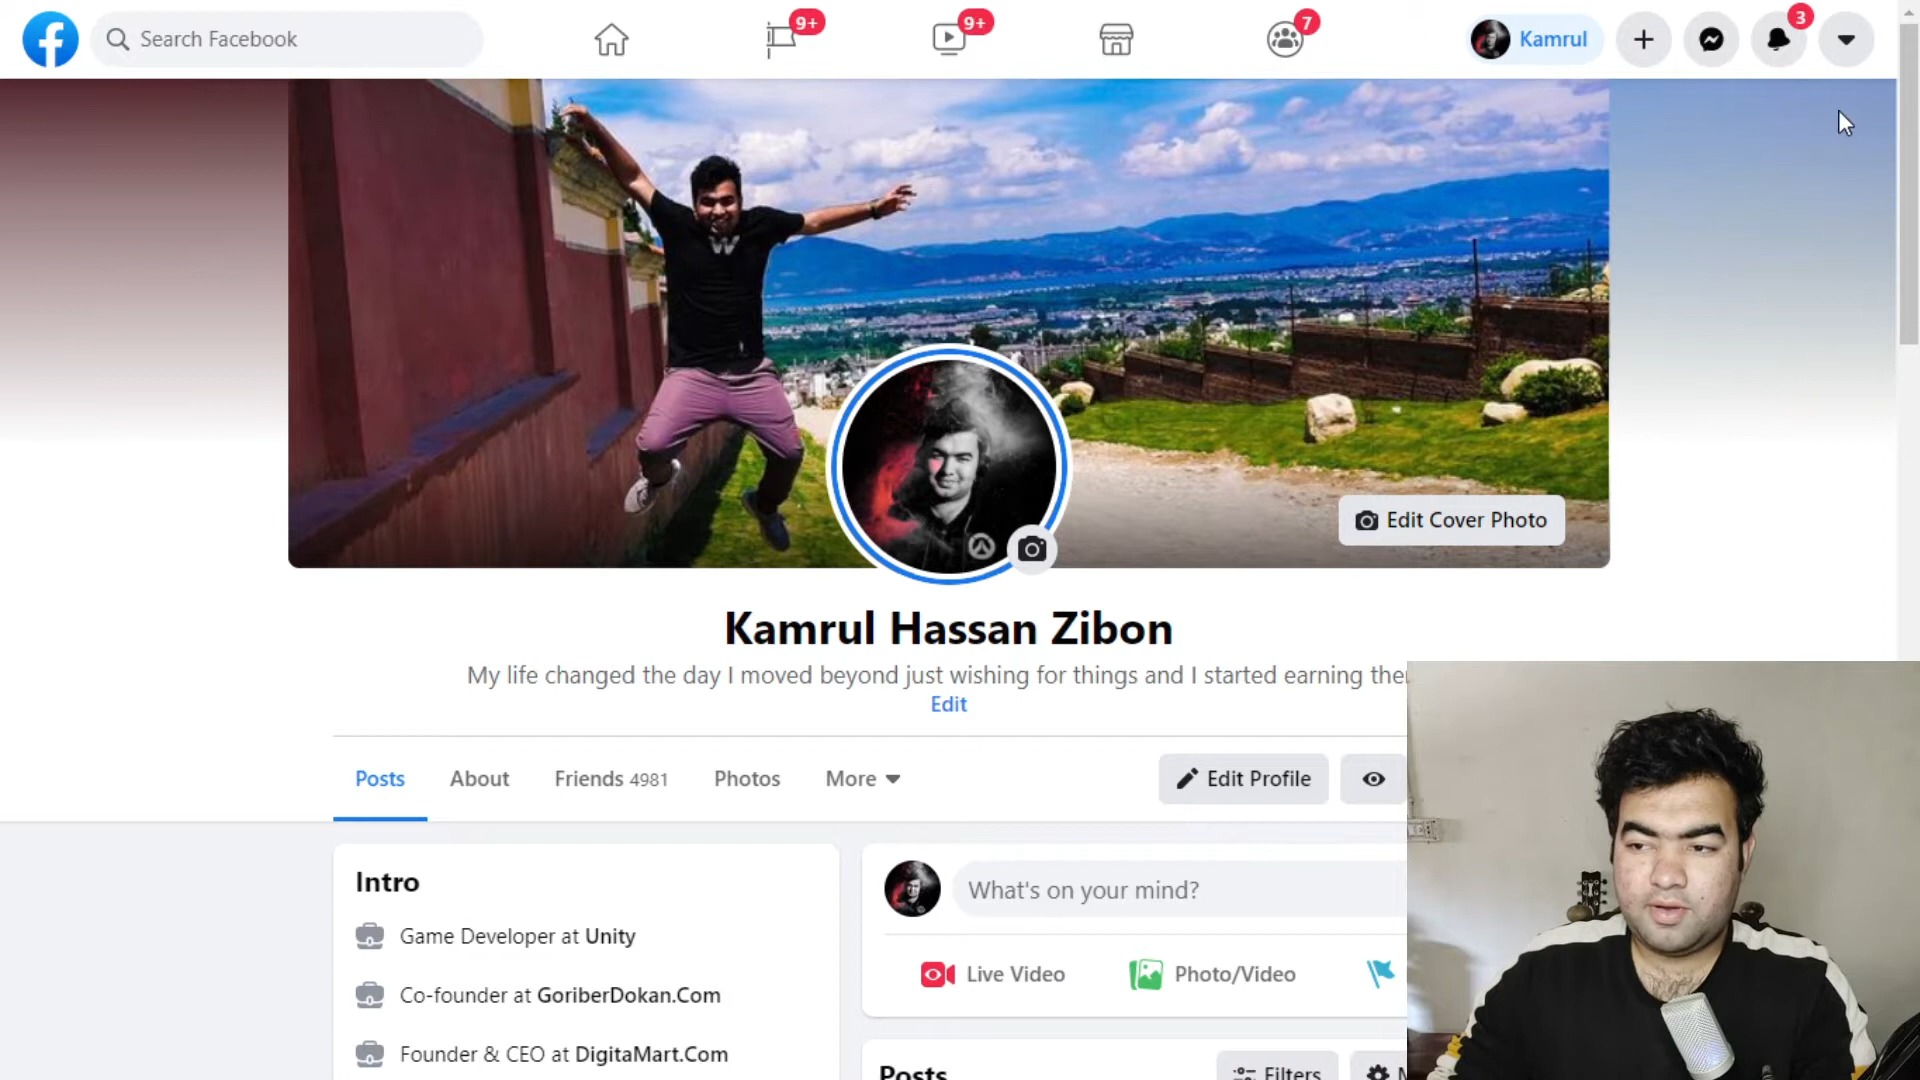 Search Facebook
9+
9+
7
Kamrul
3
Edit Cover Photo
Kamrul Hassan Zibon
My life changed the day I moved beyond just wishing for things and I started earning
Edit
Posts
About
Friends 4981
Photos
More
Edit Profile
Intro
Game Developer at Unity
Co-founder at GoriberDokan.Com
Founder & CEO at DigitaMart.Com
What's on your mind?
Live Video
Photo/Video
Posts
Filters